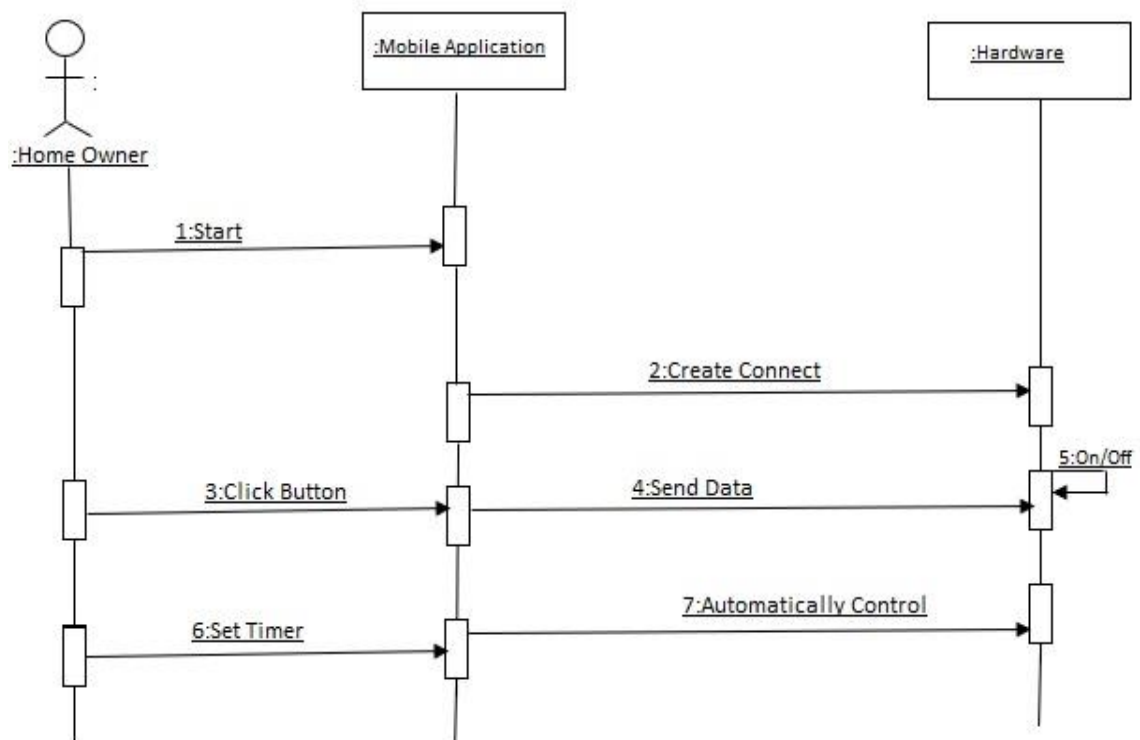 :Mobile Application
:Hardware
:
:Home Owner
1:Start
2:Create Connect
5:On/Off
3:Click Button
4:Send Data
7:Automatically Control
6:Set Timer